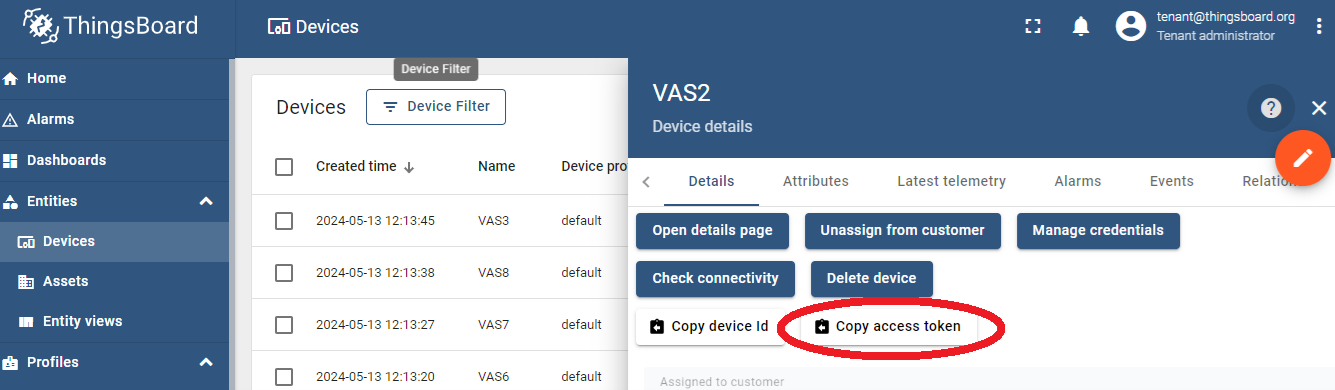 ThingsBoard
Devices
tenant@thingsboard.org
Tenant administrator
Home
Alarms
Dashboards
Entities
Devices
Assets
Entity views
Profiles
Device Filter
Devices
Device Filter
Created time Name Device pro
2024-05-13 12:13:45 VAS3 default
2024-05-13 12:13:38 VAS8 default
2024-05-13 12:13:27 VAS7 default
2024-05-13 12:13:20 VAS6 default
VAS2
Device details
?
Details Attributes Latest telemetry Alarms Events Relation
Open details page Unassign from customer Manage credentials
Check connectivity Delete device
Copy device Id Copy access token
Assigned to customer